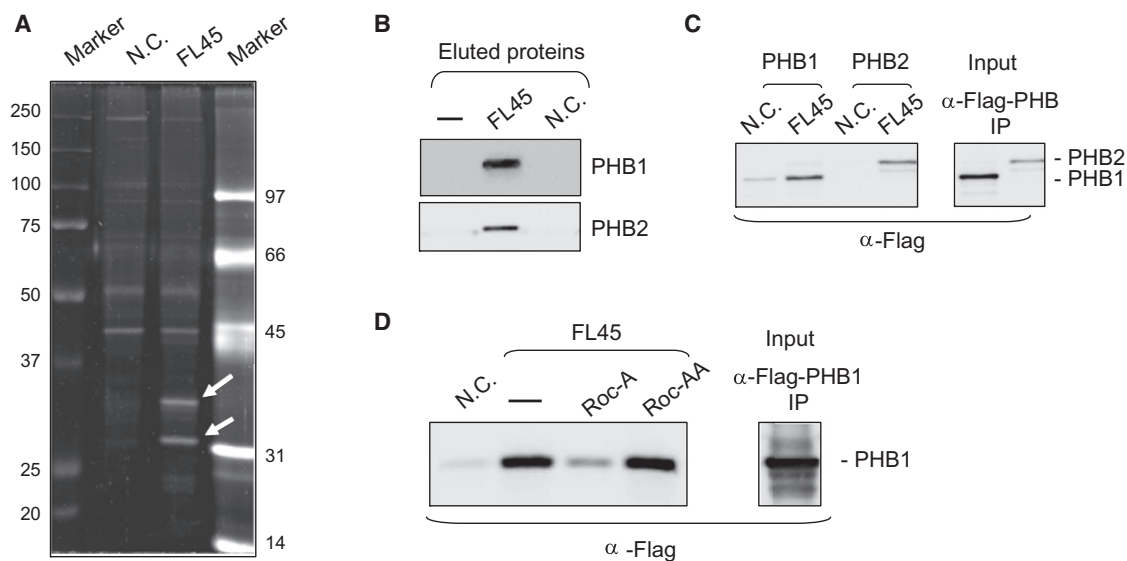 A
Marker
N.C.
FL45
Marker
250
150
100
75
50
37
25
20
97
66
45
31
14
B
Eluted proteins
— FL45 N.C.
PHB1
PHB2
C
PHB1 PHB2 Input
N.C. FL45 N.C. FL45 α-Flag-PHB
IP
- PHB2
- PHB1
α-Flag
D
FL45 Input
N.C. — Roc-A Roc-AA α-Flag-PHB1
IP
- PHB1
α -Flag